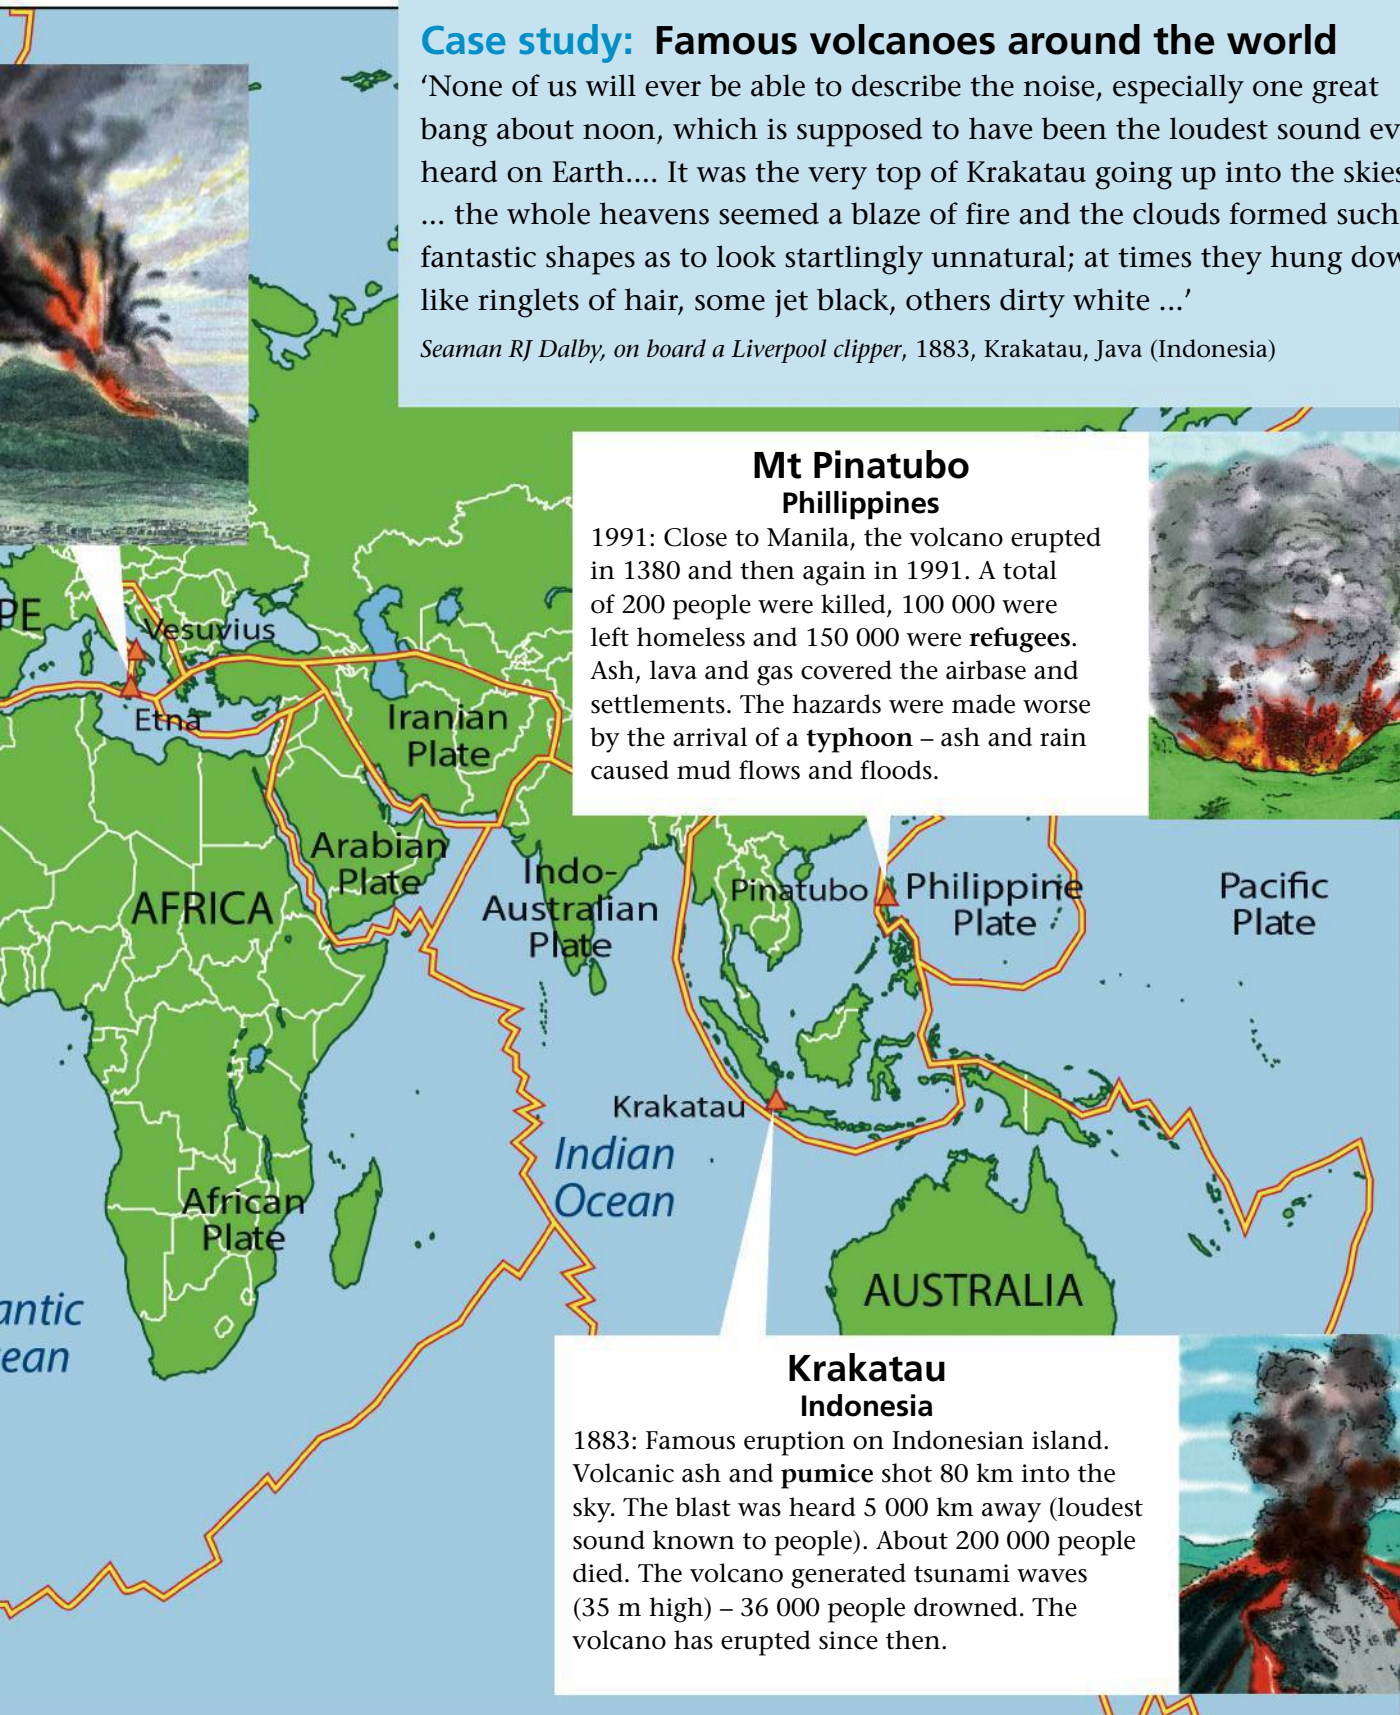 Case study: Famous volcanoes around the world
‘None of us will ever be able to describe the noise, especially one great
bang about noon, which is supposed to have been the loudest sound ev
heard on Earth.... It was the very top of Krakatau going up into the skies
... the whole heavens seemed a blaze of fire and the clouds formed such
fantastic shapes as to look startlingly unnatural; at times they hung dow
like ringlets of hair, some jet black, others dirty white ...’
Seaman RJ Dalby, on board a Liverpool clipper, 1883, Krakatau, Java (Indonesia)
Mt Pinatubo
Phillippines
1991: Close to Manila, the volcano erupted
in 1380 and then again in 1991. A total
of 200 people were killed, 100 000 were
left homeless and 150 000 were refugees.
Ash, lava and gas covered the airbase and
settlements. The hazards were made worse
by the arrival of a typhoon – ash and rain
caused mud flows and floods.
PE
Vesuvius
Etna
Iranian
Plate
Arabian
Plate
AFRICA
Indo-
Australian
Plate
Pinatubo
Philippine
Plate
Pacific
Plate
Krakatau
Indian
Ocean
African
Plate
AUSTRALIA
antic
ean
Krakatau
Indonesia
1883: Famous eruption on Indonesian island.
Volcanic ash and pumice shot 80 km into the
sky. The blast was heard 5 000 km away (loudest
sound known to people). About 200 000 people
died. The volcano generated tsunami waves
(35 m high) – 36 000 people drowned. The
volcano has erupted since then.